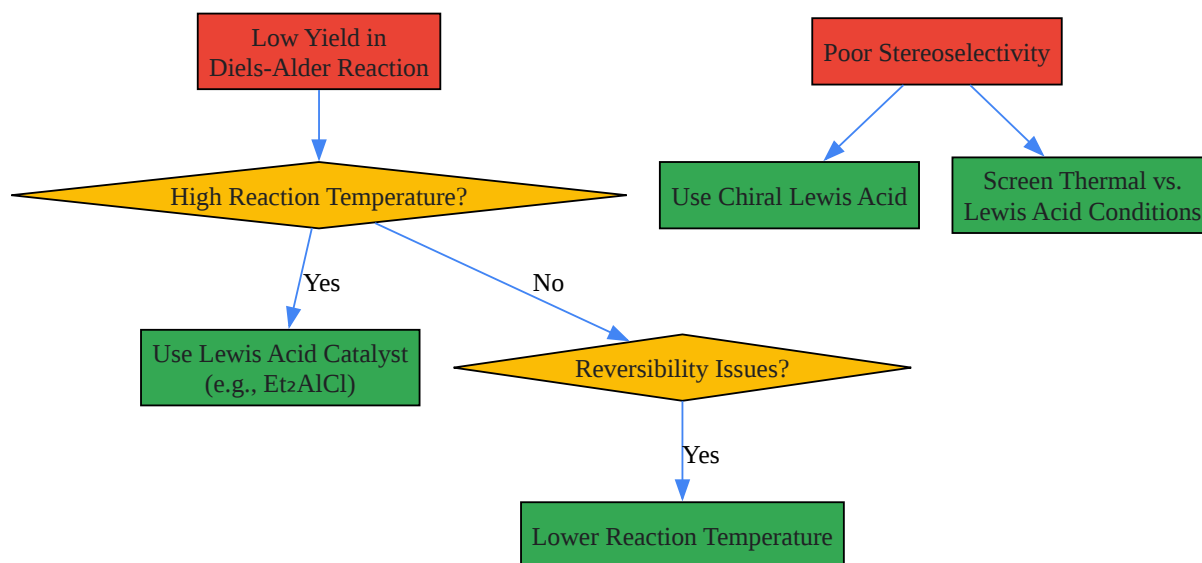 Low Yield in
Diels-Alder Reaction
Poor Stereoselectivity
High Reaction Temperature?
Use Chiral Lewis Acid
Screen Thermal vs.
Lewis Acid Conditions
Yes
No
Use Lewis Acid Catalyst
(e.g., Et₂AlCl)
Reversibility Issues?
Yes
Lower Reaction Temperature